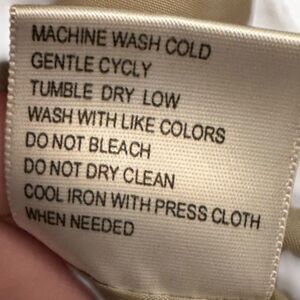 MACHINE WASH COLD
GENTLE CYCLY
TUMBLE DRY LOW
WASH WITH LIKE COLORS
DO NOT BLEACH
DO NOT DRY CLEAN
COOL IRON WITH PRESS CLOTH
WHEN NEEDED